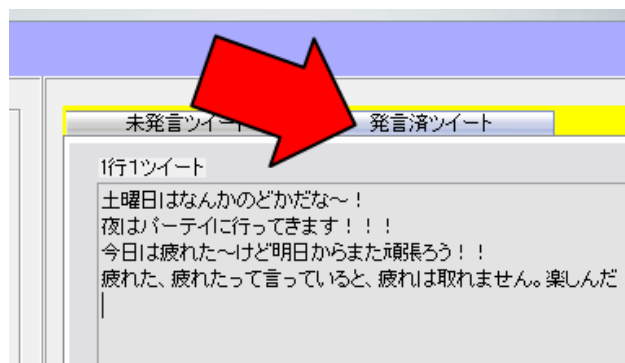 未発言ツイート
発言済ツイート
1行1ツイート
土曜日はなんかのどかだな～！
夜はパーテイに行ってきます！！！
今日は疲れた～けど明日からまた頑張ろう！！
疲れた、疲れたって言っていると、疲れは取れません。楽しんだ